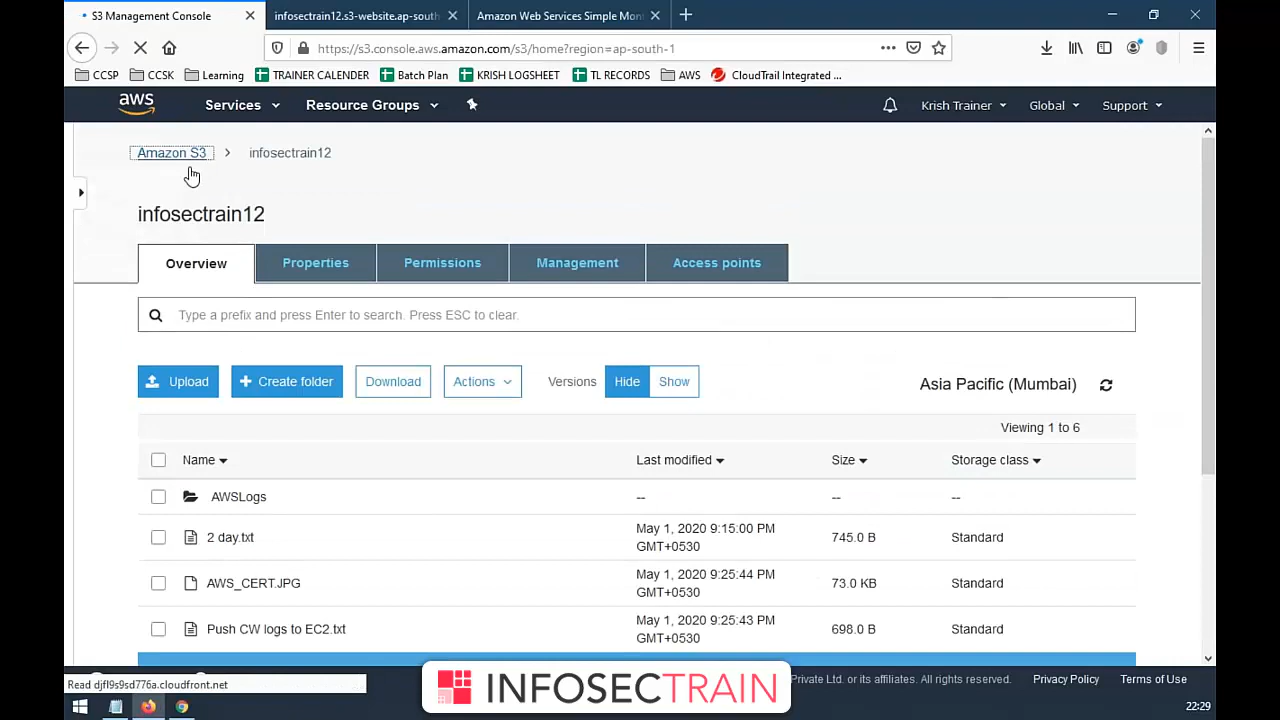 S3 Management Console
infosectrain12.s3-website.ap-south
Amazon Web Services Simple Mon
https://s3.console.aws.amazon.com/s3/home?region=ap-south-1
CCSP CCSK Learning TRAINER CALENDER Batch Plan KRISH LOGSHEET TL RECORDS AWS CloudTrail Integrated ...
aws Services Resource Groups Krish Trainer Global Support
Amazon S3 > infosectrain12
infosectrain12
Overview Properties Permissions Management Access points
Type a prefix and press Enter to search. Press ESC to clear.
Upload + Create folder Download Actions Versions Hide Show Asia Pacific (Mumbai)
Viewing 1 to 6
Name Last modified Size Storage class
AWSLogs -- -- --
2 day.txt May 1, 2020 9:15:00 PM GMT+0530 745.0 B Standard
AWS_CERT.JPG May 1, 2020 9:25:44 PM GMT+0530 73.0 KB Standard
Push CW logs to EC2.txt May 1, 2020 9:25:43 PM GMT+0530 698.0 B Standard
Read djfl9s9sd776a.cloudfront.net
INFOSECTRAIN
Private Ltd. or its affiliates. All rights reserved. Privacy Policy Terms of Use
22:29